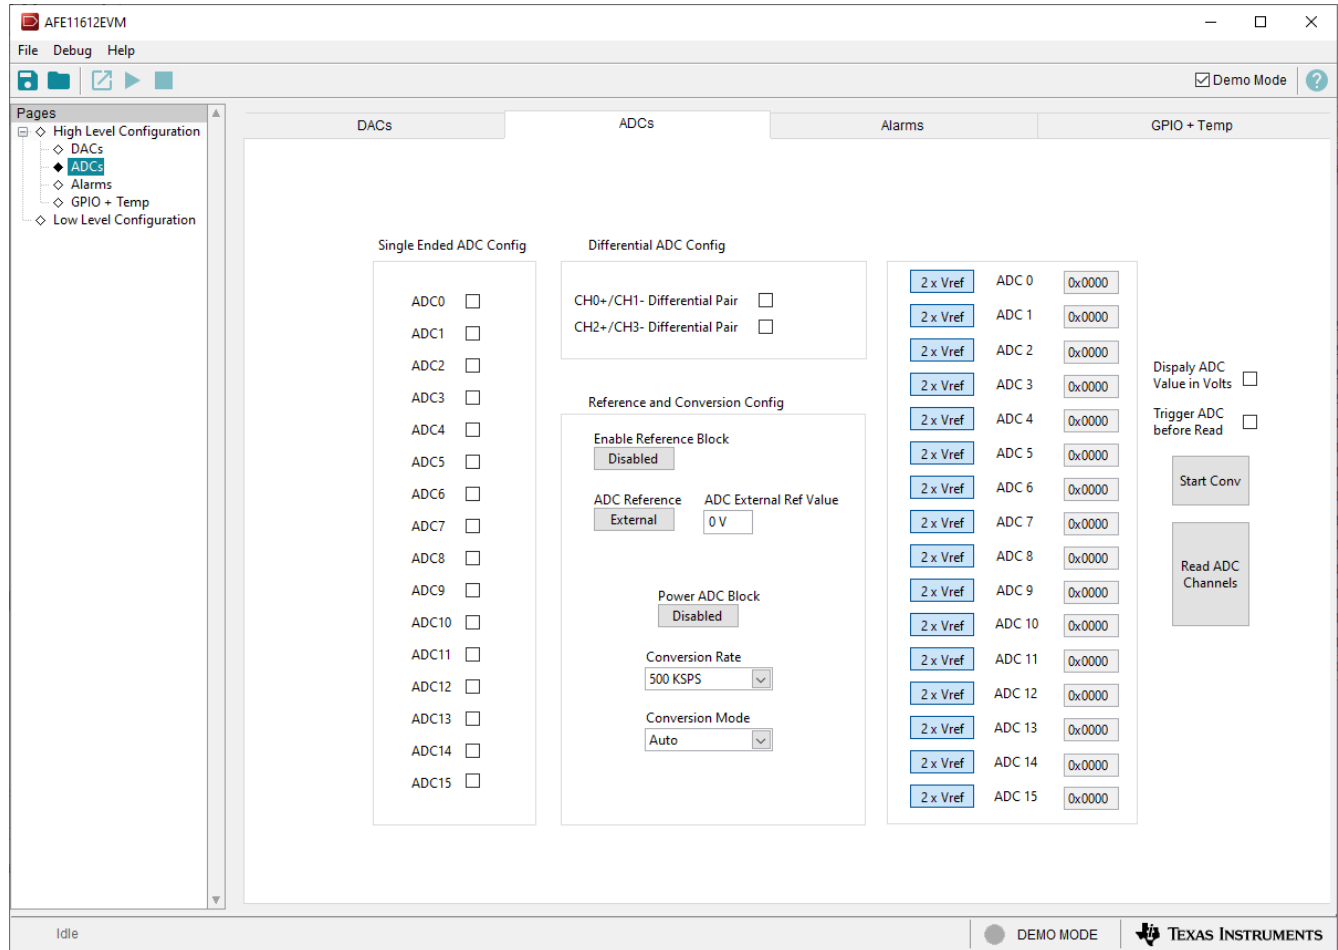 AFE11612EVM
File Debug Help
Demo Mode
Pages
High Level Configuration
DACs
ADCs
Alarms
GPIO + Temp
Low Level Configuration
DACs
ADCs
Alarms
GPIO + Temp
Single Ended ADC Config
ADC0
ADC1
ADC2
ADC3
ADC4
ADC5
ADC6
ADC7
ADC8
ADC9
ADC10
ADC11
ADC12
ADC13
ADC14
ADC15
Differential ADC Config
CH0+/CH1- Differential Pair
CH2+/CH3- Differential Pair
Reference and Conversion Config
Enable Reference Block
Disabled
ADC Reference ADC External Ref Value
External 0 V
Power ADC Block
Disabled
Conversion Rate
500 KSPS
Conversion Mode
Auto
2 x Vref ADC 0 0x0000
2 x Vref ADC 1 0x0000
2 x Vref ADC 2 0x0000
2 x Vref ADC 3 0x0000
2 x Vref ADC 4 0x0000
2 x Vref ADC 5 0x0000
2 x Vref ADC 6 0x0000
2 x Vref ADC 7 0x0000
2 x Vref ADC 8 0x0000
2 x Vref ADC 9 0x0000
2 x Vref ADC 10 0x0000
2 x Vref ADC 11 0x0000
2 x Vref ADC 12 0x0000
2 x Vref ADC 13 0x0000
2 x Vref ADC 14 0x0000
2 x Vref ADC 15 0x0000
Dispaly ADC
Value in Volts
Trigger ADC
before Read
Start Conv
Read ADC
Channels
Idle
DEMO MODE
TEXAS INSTRUMENTS